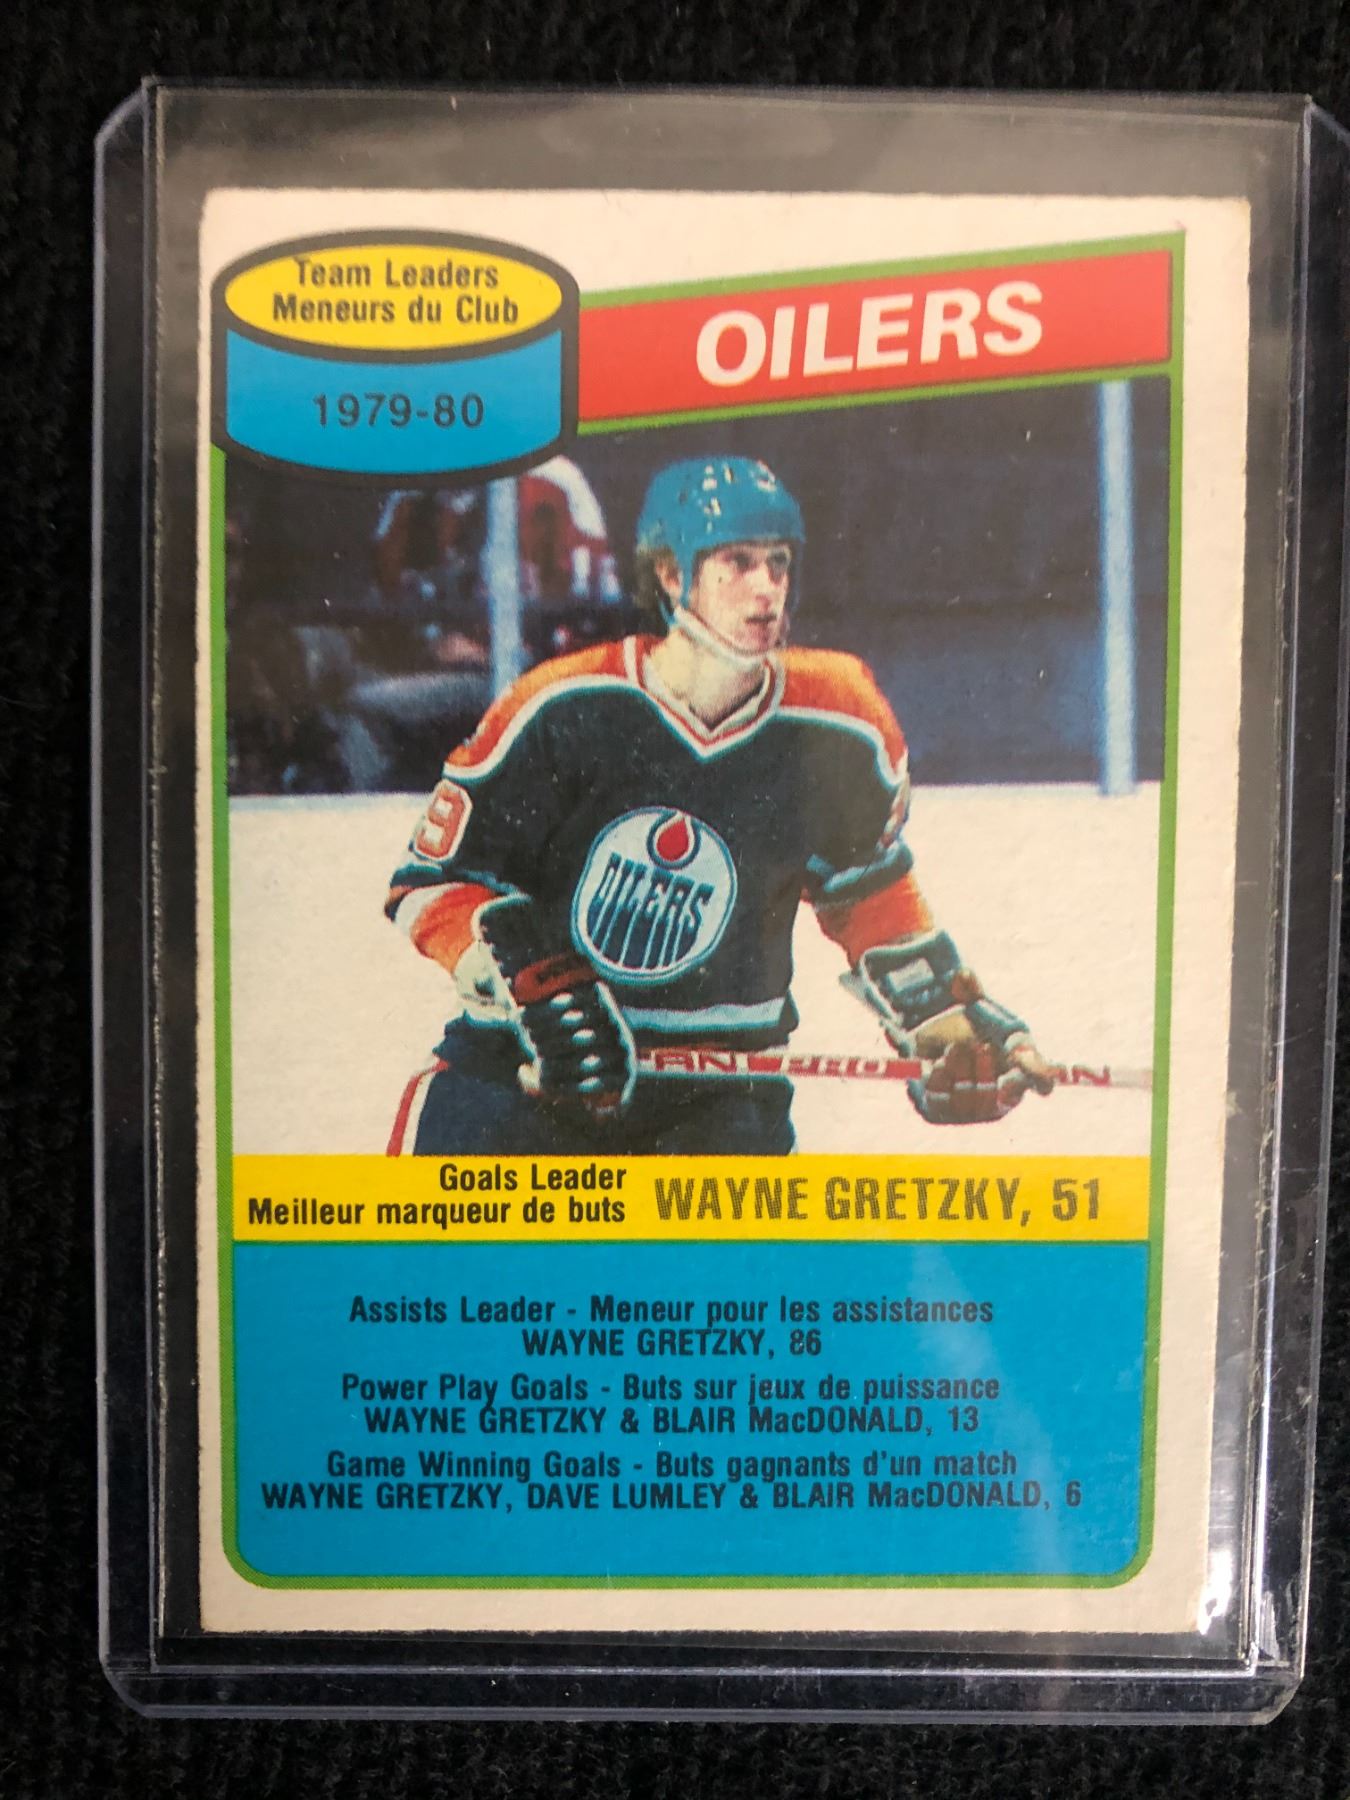 Team Leaders
Meneurs du Club
1979-80
OILERS
9
OILERS
PRO
Goals Leader
Meilleur marqueur de buts
WAYNE GRETZKY, 51
Assists Leader - Meneur pour les assistances
WAYNE GRETZKY, 86
Power Play Goals - Buts sur jeux de puissance
WAYNE GRETZKY & BLAIR MacDONALD, 13
Game Winning Goals - Buts gagnants d'un match
WAYNE GRETZKY, DAVE LUMLEY & BLAIR MacDONALD, 6